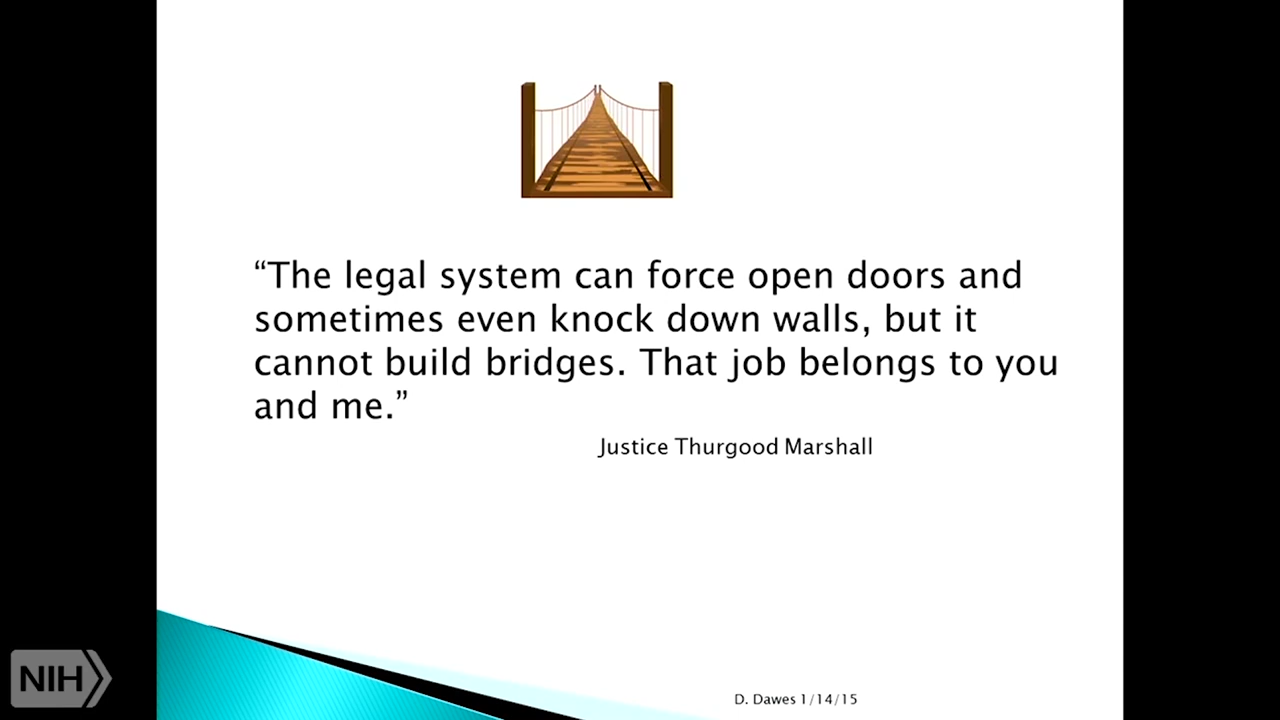 “The legal system can force open doors and
sometimes even knock down walls, but it
cannot build bridges. That job belongs to you
and me.”
Justice Thurgood Marshall
NIH
D. Dawes 1/14/15